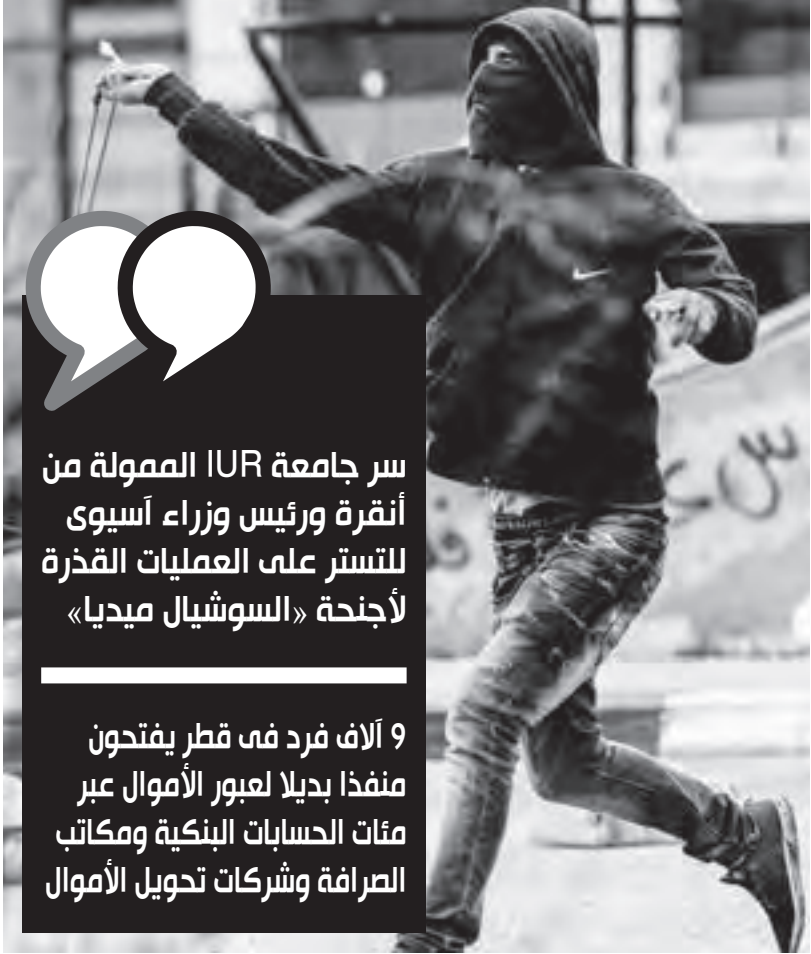 سر جامعة IUR الممولة من
أنقرة ورئيس وزراء آسيوى
للتستر على العمليات القذرة
لأجنحة «السوشيال ميديا»
9 آلاف فرد فى قطر يفتحون
منفذا بديلا لعبور الأموال عبر
مئات الحسابات البنكية ومكاتب
الصرافة وشركات تحويل الأموال